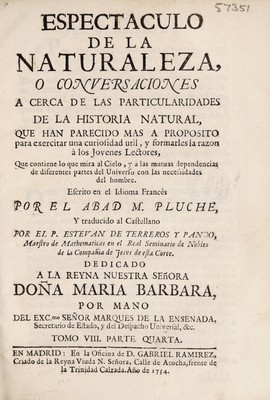 57351
ESPECTACULO
DE LA
NATURALEZA,
O CONVERSACIONES
A CERCA DE LAS PARTICULARIDADES
DE LA HISTORIA NATURAL,
QUE HAN PARECIDO MAS A PROPOSITO
para exercitar una curiosidad util, y formarles la razon
à los Jovenes Lectores,
Que contiene lo que mira al Cielo, y à las mutuas dependencias
de diferentes partes del Universo con las necesidades
del hombre.
Escrito en el Idioma Francès
POR EL ABAD M. PLUCHE,
Y traducido al Castellano
POR EL P. ESTEVAN DE TERREROS Y PANDO,
Maestro de Mathematicas en el Real Seminario de Nobles
de la Compañia de Jesus de esta Corte.
DEDICADO
A LA REYNA NUESTRA SEÑORA
DOÑA MARIA BARBARA,
POR MANO
DEL EXC.mo SEÑOR MARQUES DE LA ENSENADA,
Secretario de Estado, y del Despacho Universal, &c.
TOMO VIII. PARTE QUARTA.
EN MADRID: En la Oficina de D. GABRIEL RAMIREZ,
Criado de la Reyna Viuda N. Señora, Calle de Atocha, frente de
la Trinidad Calzada. Año de 1754.